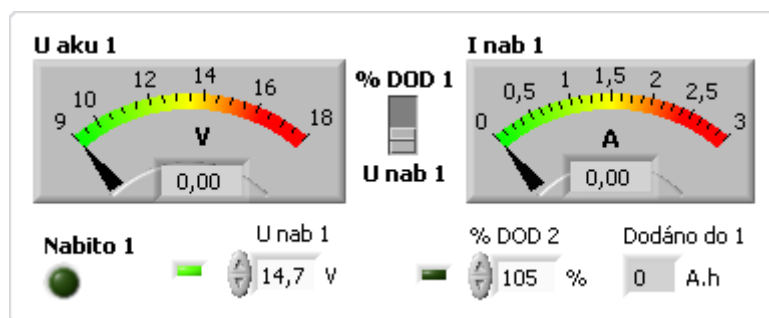 U aku 1
I nab 1
9 10 12 14 16 18
V
0,00
% DOD 1
U nab 1
0 0,5 1 1,5 2 2,5 3
A
0,00
Nabito 1
U nab 1
14,7 V
% DOD 2
105 %
Dodáno do 1
0 A.h